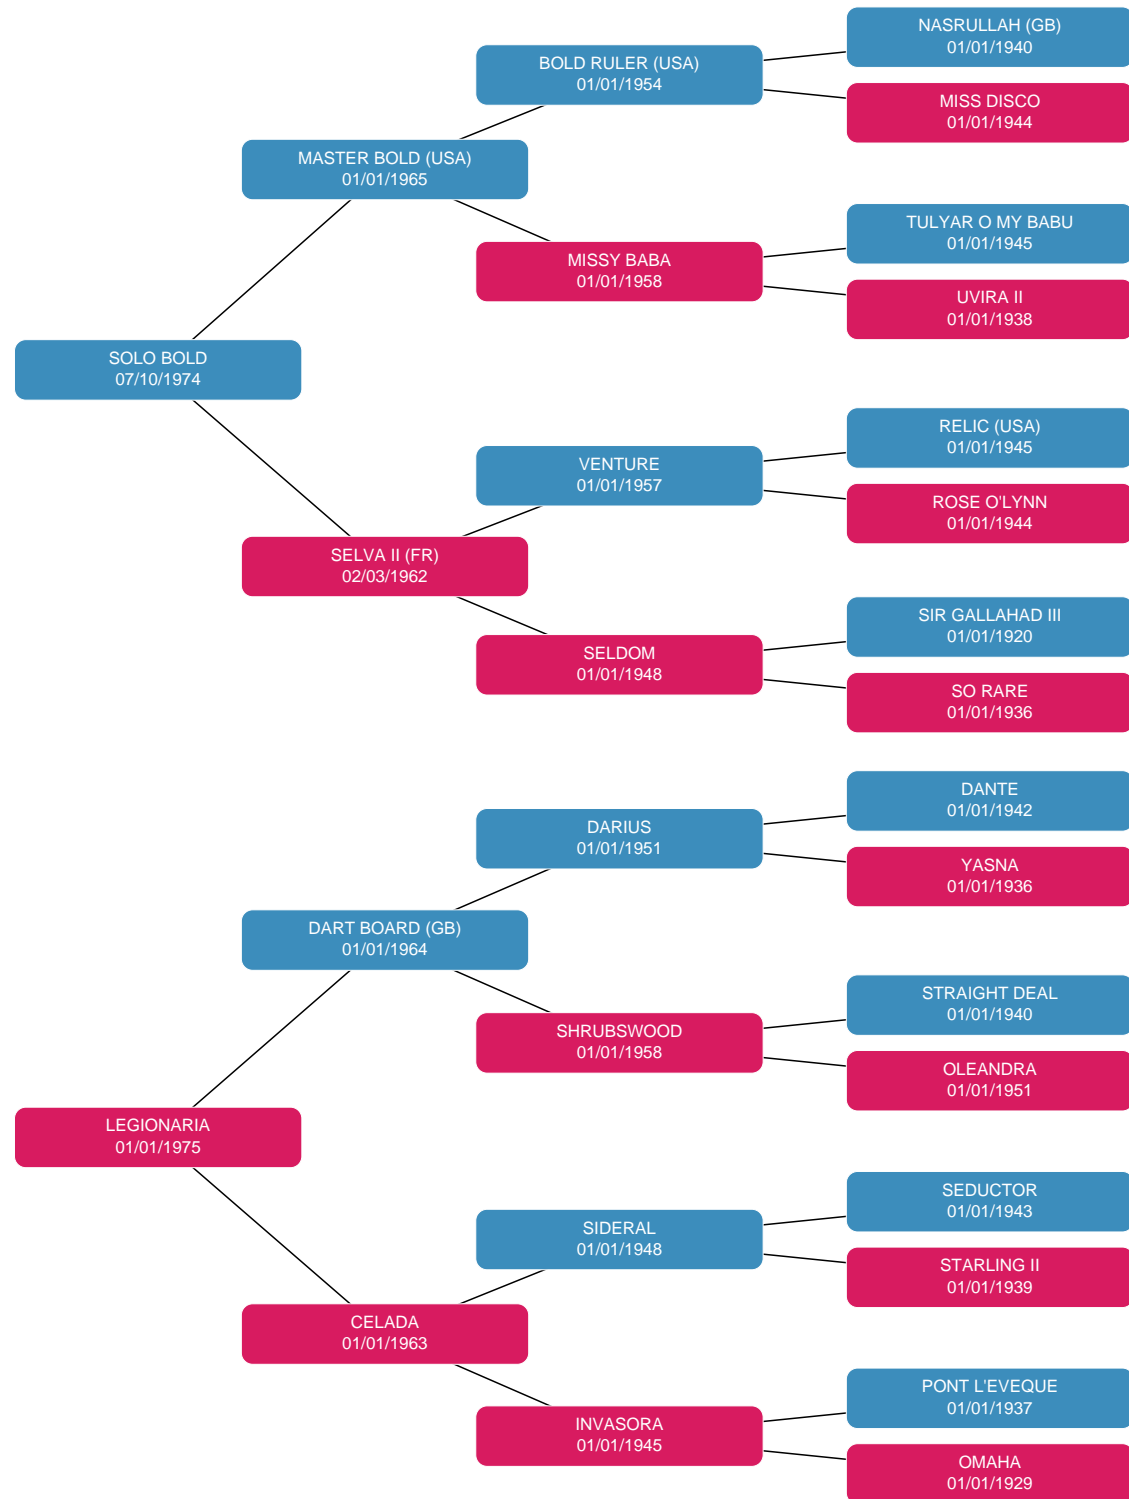 NASRULLAH (GB)
01/01/1940
BOLD RULER (USA)
01/01/1954
MISS DISCO
01/01/1944
MASTER BOLD (USA)
01/01/1965
TULYAR O MY BABU
01/01/1945
MISSY BABA
01/01/1958
UVIRA II
01/01/1938
SOLO BOLD
07/10/1974
RELIC (USA)
01/01/1945
VENTURE
01/01/1957
ROSE O'LYNN
01/01/1944
SELVA II (FR)
02/03/1962
SIR GALLAHAD III
01/01/1920
SELDOM
01/01/1948
SO RARE
01/01/1936
DANTE
01/01/1942
DARIUS
01/01/1951
YASNA
01/01/1936
DART BOARD (GB)
01/01/1964
STRAIGHT DEAL
01/01/1940
SHRUBSWOOD
01/01/1958
OLEANDRA
01/01/1951
LEGIONARIA
01/01/1975
SEDUCTOR
01/01/1943
SIDERAL
01/01/1948
STARLING II
01/01/1939
CELADA
01/01/1963
PONT L'EVEQUE
01/01/1937
INVASORA
01/01/1945
OMAHA
01/01/1929